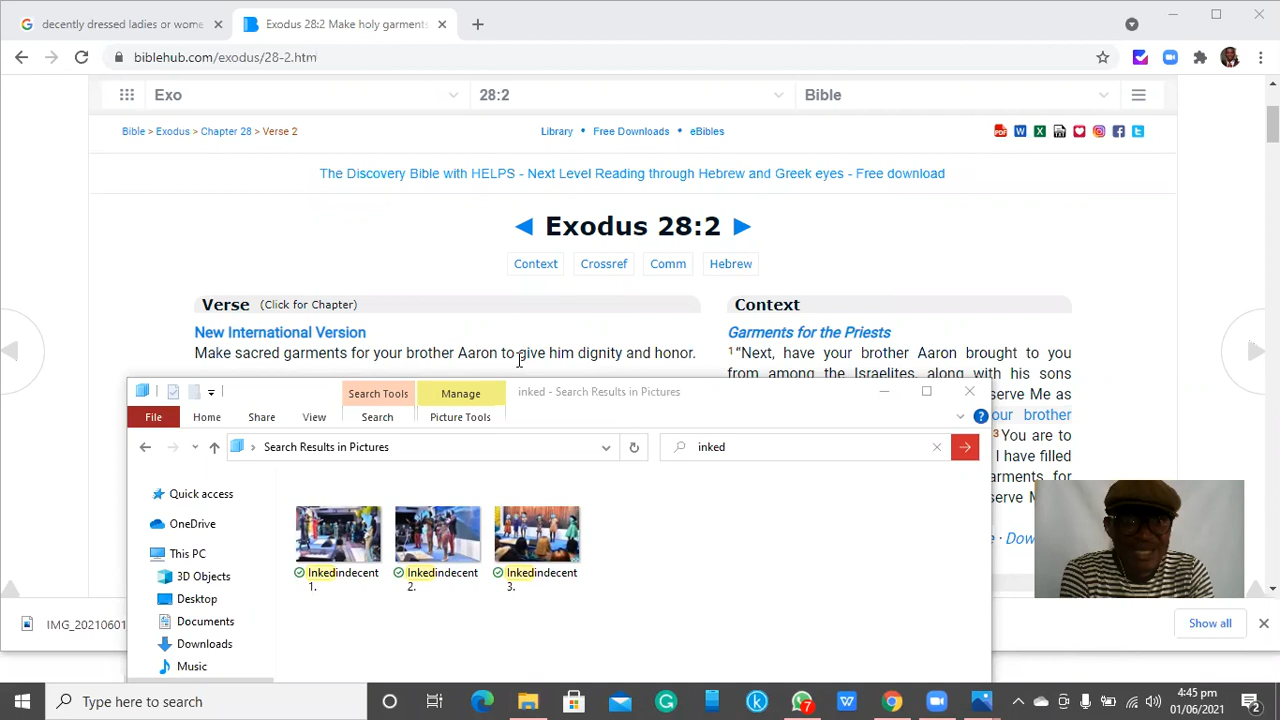 decently dressed ladies or wome
Exodus 28:2 Make holy garments
biblehub.com/exodus/28-2.htm
Exo
28:2
Bible
Bible > Exodus > Chapter 28 > Verse 2
Library • Free Downloads • eBibles
The Discovery Bible with HELPS - Next Level Reading through Hebrew and Greek eyes - Free download
Exodus 28:2
Context
Crossref
Comm
Hebrew
Verse (Click for Chapter)
New International Version
Make sacred garments for your brother Aaron to give him dignity and honor.
Context
Garments for the Priests
1“Next, have your brother Aaron brought to you
from among the Israelites, along with his sons
serve Me as
our brother
3You are to
I have filled
arments for
serve M
Dow
Search Tools
Manage
inked - Search Results in Pictures
File
Home
Share
View
Search
Picture Tools
Search Results in Pictures
inked
Quick access
OneDrive
This PC
3D Objects
Desktop
Documents
Downloads
Music
Inkedindecent
1.
Inkedindecent
2.
Inkedindecent
3.
IMG_20210601
Show all
Type here to search
7
4:45 pm
01/06/2021
2